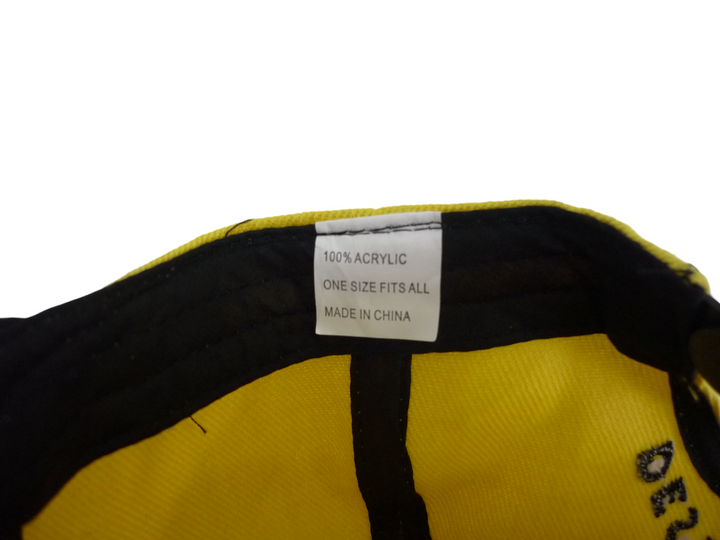 100% ACRYLIC
ONE SIZE FITS ALL
MADE IN CHINA